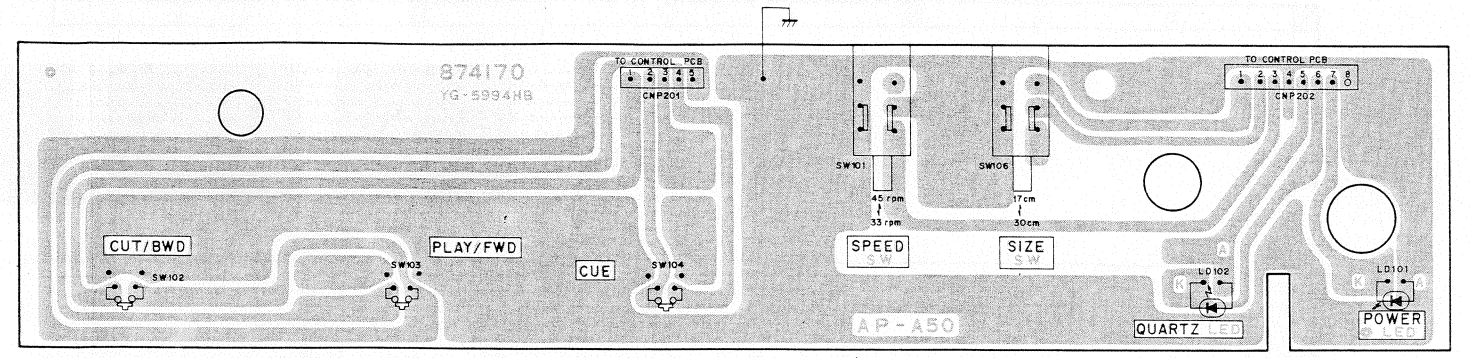 874170
YG-5994HB
TO CONTROL PCB
1 2 3 4 5
CNP201
TO CONTROL PCB
1 2 3 4 5 6 7 8
CNP202
SW101
45 rpm
33 rpm
SPEED
SW
SW106
17cm
30cm
SIZE
SW
CUT/BWD
SW102
PLAY/FWD
SW103
CUE
SW104
AP-A50
A
K
LD102
QUARTZ LED
K
LD101
A
POWER
LED